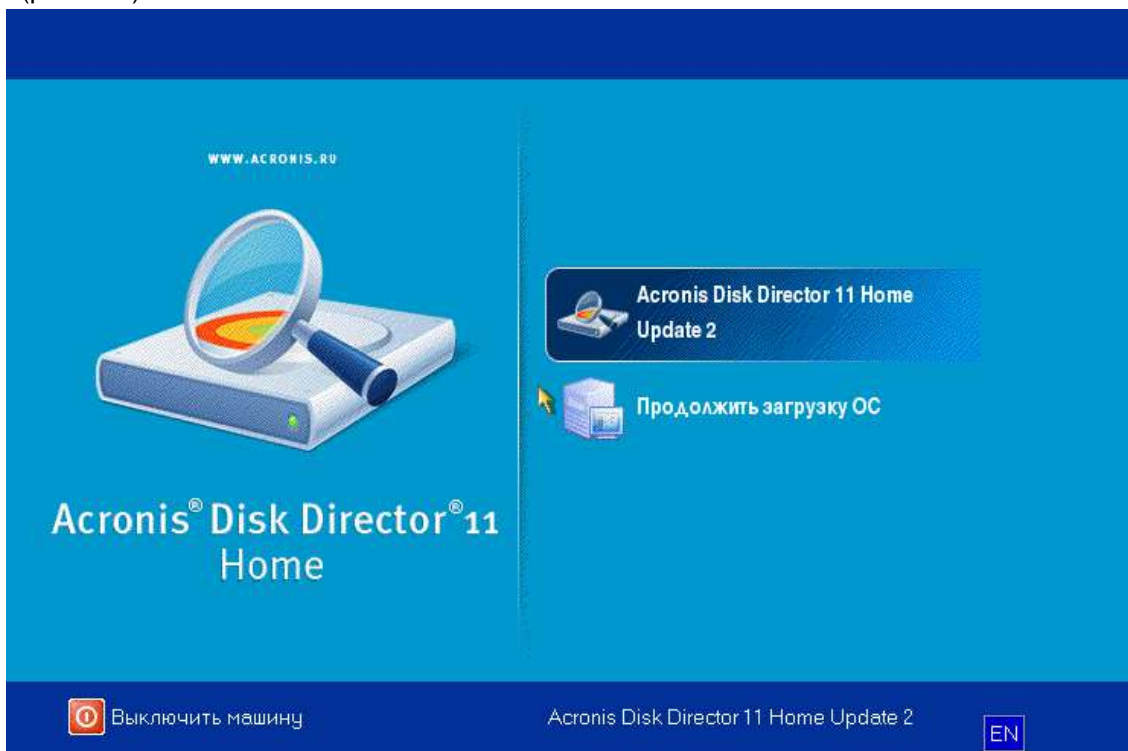 WWW.ACRONIS.RU
Acronis® Disk Director®11
Home
Acronis Disk Director 11 Home
Update 2
Продолжить загрузку ОС
Выключить машину
Acronis Disk Director 11 Home Update 2
EN